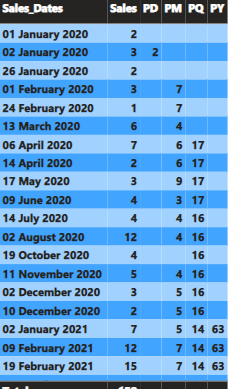 Sales_Dates Sales PD PM PQ PY
01 January 2020 2
02 January 2020 3 2
26 January 2020 2
01 February 2020 3 7
24 February 2020 1 7
13 March 2020 6 4
06 April 2020 7 6 17
14 April 2020 2 6 17
17 May 2020 3 9 17
09 June 2020 4 3 17
14 July 2020 4 4 16
02 August 2020 12 4 16
19 October 2020 4 16
11 November 2020 5 4 16
02 December 2020 3 5 16
10 December 2020 2 5 16
02 January 2021 7 5 14 63
09 February 2021 12 7 14 63
19 February 2021 15 7 14 63